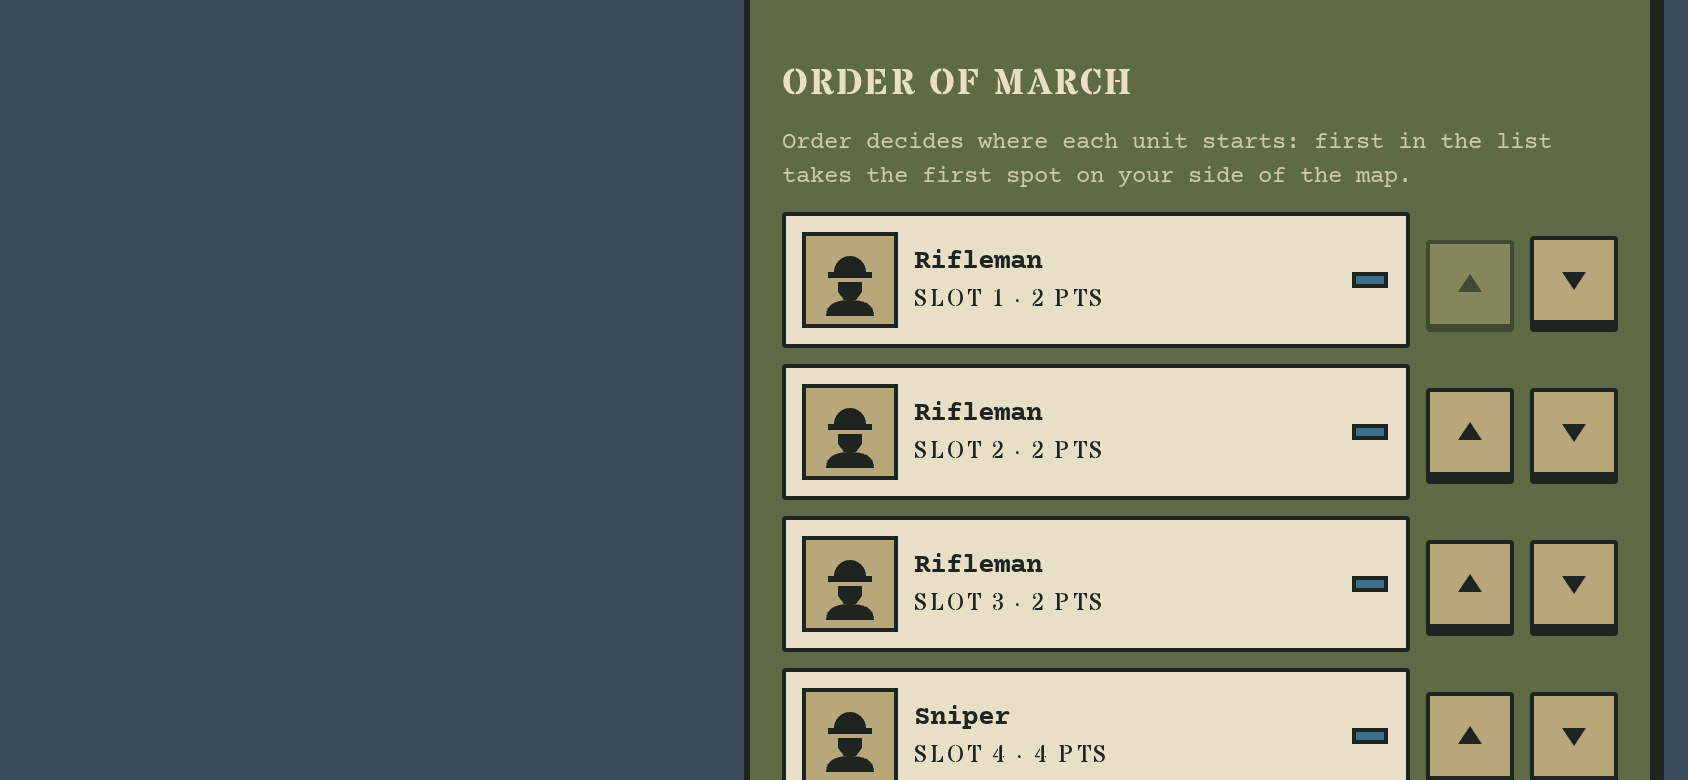 ORDER OF MARCH
Order decides where each unit starts: first in the list
takes the first spot on your side of the map.
Rifleman
SLOT 1 · 2 PTS
Rifleman
SLOT 2 · 2 PTS
Rifleman
SLOT 3 · 2 PTS
Sniper
SLOT 4 · 4 PTS